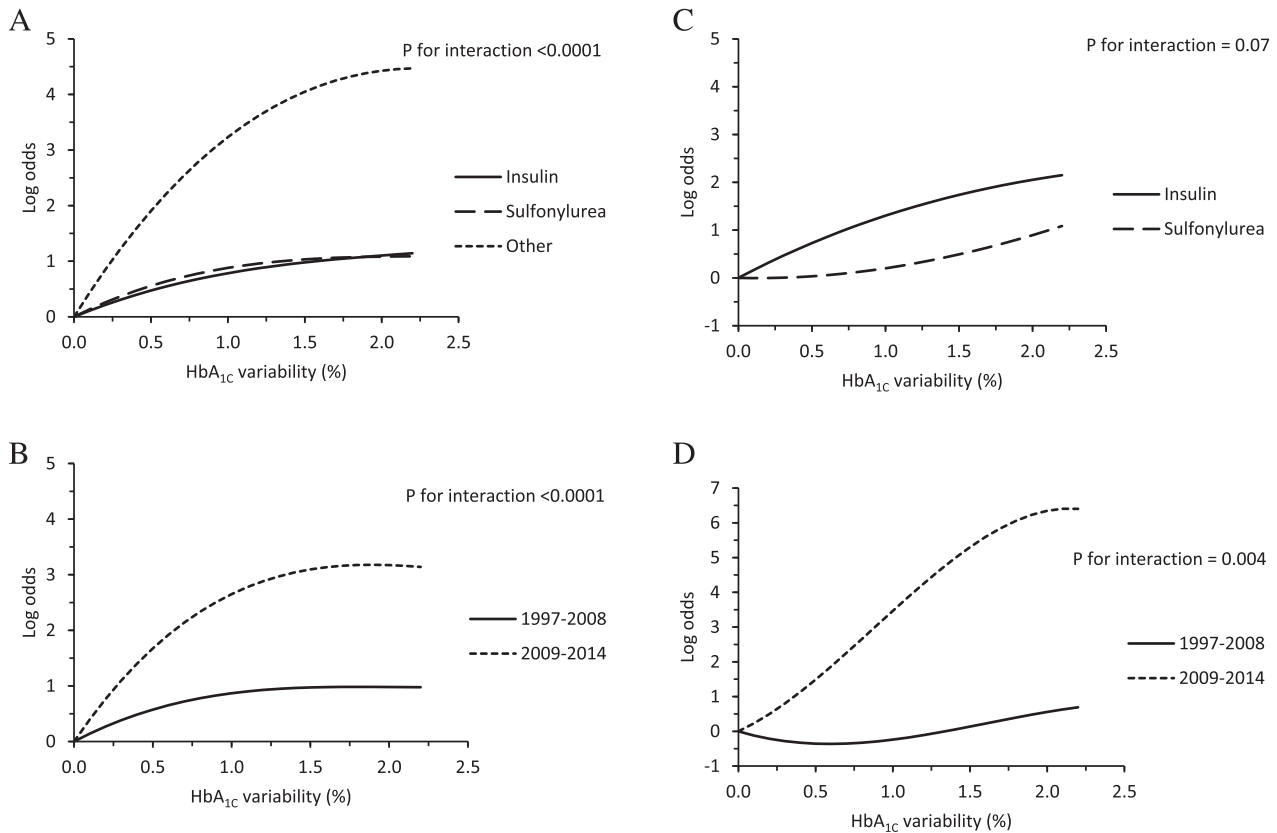 A
P for interaction <0.0001
5
4
3
2
1
0
Log odds
Insulin
Sulfonylurea
Other
0.0 0.5 1.0 1.5 2.0 2.5
HbA1C variability (%)
C
P for interaction = 0.07
5
4
3
2
1
0
-1
Log odds
Insulin
Sulfonylurea
0.0 0.5 1.0 1.5 2.0 2.5
HbA1C variability (%)
B
P for interaction <0.0001
5
4
3
2
1
0
Log odds
1997-2008
2009-2014
0.0 0.5 1.0 1.5 2.0 2.5
HbA1C variability (%)
D
P for interaction = 0.004
7
6
5
4
3
2
1
0
-1
Log odds
1997-2008
2009-2014
0.0 0.5 1.0 1.5 2.0 2.5
HbA1C variability (%)